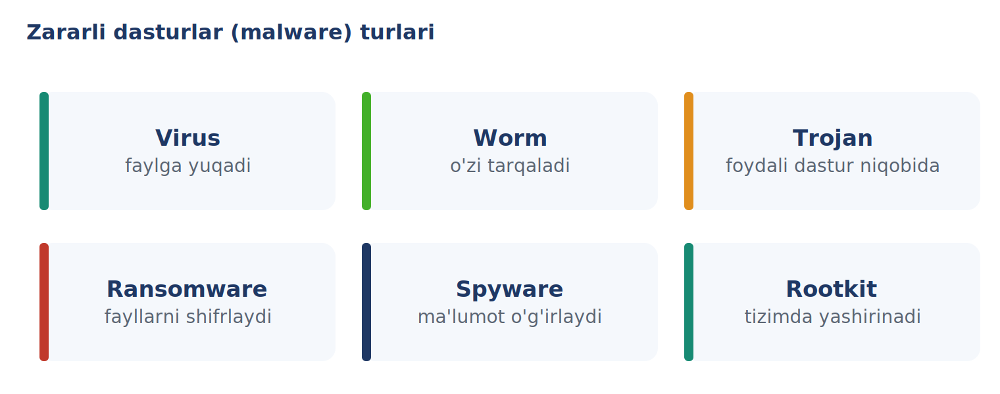 Zararli dasturlar (malware) turlari
Virus
faylga yuqadi
Worm
o'zi tarqaladi
Trojan
foydali dastur niqobida
Ransomware
fayllarni shifrlaydi
Spyware
ma'lumot o'g'irlaydi
Rootkit
tizimda yashirinadi